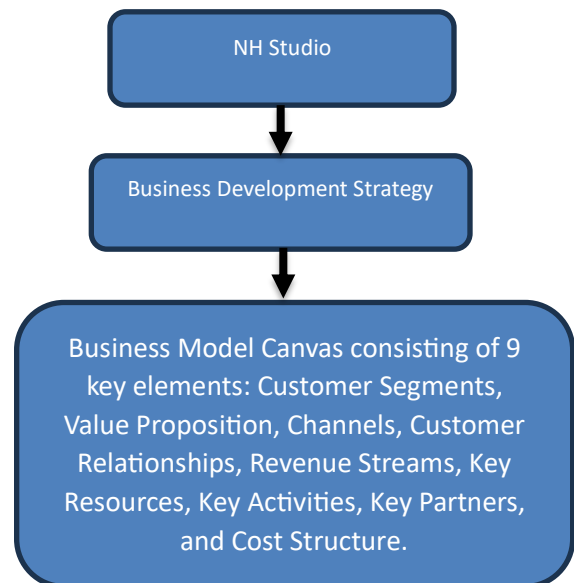 NH Studio
Business Development Strategy
Business Model Canvas consisting of 9
key elements: Customer Segments,
Value Proposition, Channels, Customer
Relationships, Revenue Streams, Key
Resources, Key Activities, Key Partners,
and Cost Structure.